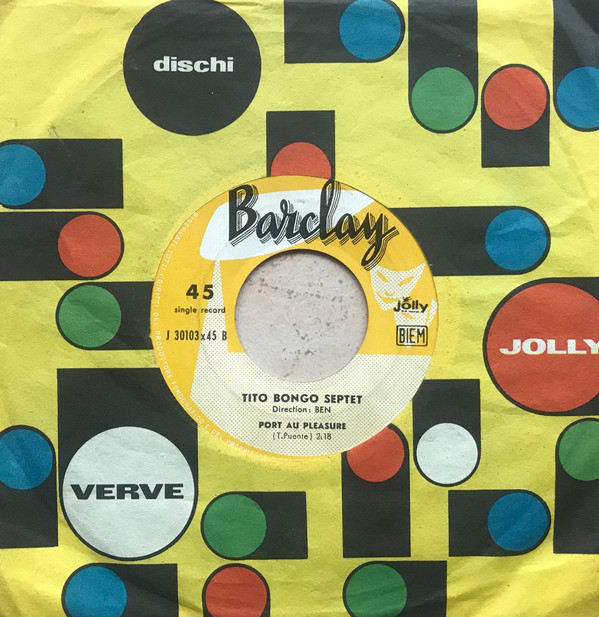 dischi
Barclay
45
single record
J 30103x45 B
Jolly
BIEM
JOLLY
TITO BONGO SEPTET
Direction: BEN
PORT AU PLEASURE
(T.Puente) 2:18
VERVE